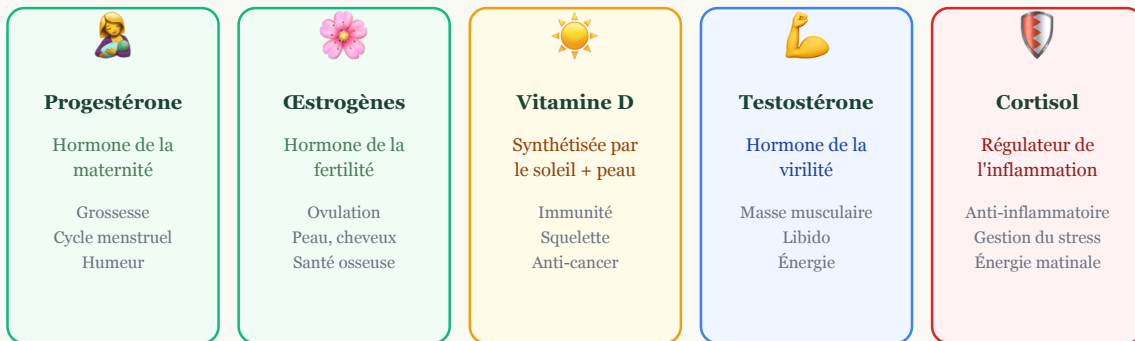 Progestérone
Hormone de la
maternité
Grossesse
Cycle menstruel
Humeur
Œstrogènes
Hormone de la
fertilité
Ovulation
Peau, cheveux
Santé osseuse
Vitamine D
Synthétisée par
le soleil + peau
Immunité
Squelette
Anti-cancer
Testostérone
Hormone de la
virilité
Masse musculaire
Libido
Énergie
Cortisol
Régulateur de
l'inflammation
Anti-inflammatoire
Gestion du stress
Énergie matinale